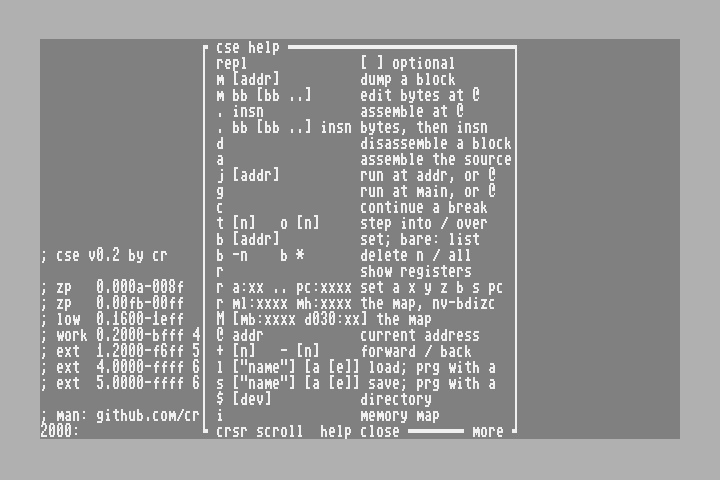 cse help
repl [ ] optional
m [addr] dump a block
m bb [bb ..] edit bytes at @
. insn assemble at @
. bb [bb ..] insn bytes, then insn
d disassemble a block
a assemble the source
j [addr] run at addr, or @
g run at main, or @
c continue a break
t [n] o [n] step into / over
b [addr] set; bare: list
; cse v0.2 by cr b -n b * delete n / all
r show registers
; zp 0.000a-008f r a:xx .. pc:xxxx set a x y z b s pc
; zp 0.00fb-00ff r ml:xxxx mh:xxxx the map, nv-bdizc
; low 0.1600-1eff M [mb:xxxx d030:xx] the map
; work 0.2000-bfff 4 @ addr current address
; ext 1.2000-f6ff 5 + [n] - [n] forward / back
; ext 4.0000-ffff 6 l ["name"] [a [e]] load; prg with a
; ext 5.0000-ffff 6 s ["name"] [a [e]] save; prg with a
$ [dev] directory
; man: github.com/cr i memory map
2000: crsr scroll help close more